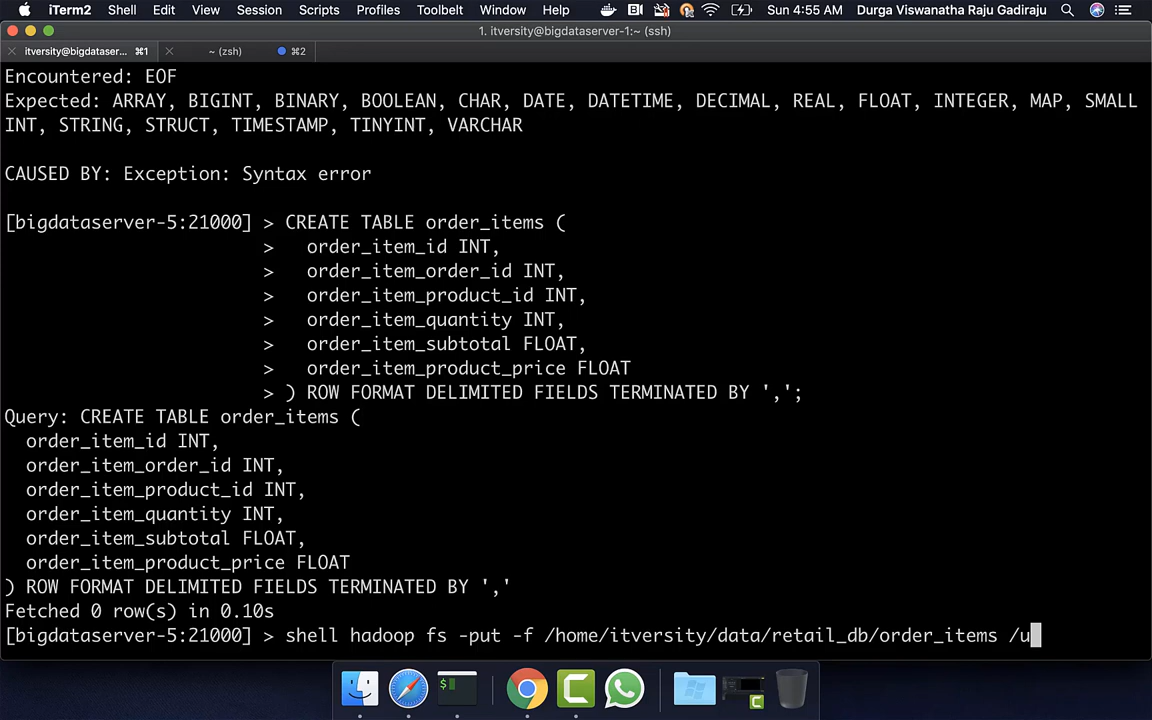 iTerm2 Shell Edit View Session Scripts Profiles Toolbelt Window Help Sun 4:55 AM Durga Viswanatha Raju Gadiraju
1. itversity@bigdataserver-1:~ (ssh)
itversity@bigdataser... ⌘1 ~ (zsh) ⌘2
Encountered: EOF
Expected: ARRAY, BIGINT, BINARY, BOOLEAN, CHAR, DATE, DATETIME, DECIMAL, REAL, FLOAT, INTEGER, MAP, SMALL
INT, STRING, STRUCT, TIMESTAMP, TINYINT, VARCHAR
CAUSED BY: Exception: Syntax error
[bigdataserver-5:21000] > CREATE TABLE order_items (
> order_item_id INT,
> order_item_order_id INT,
> order_item_product_id INT,
> order_item_quantity INT,
> order_item_subtotal FLOAT,
> order_item_product_price FLOAT
> ) ROW FORMAT DELIMITED FIELDS TERMINATED BY ',';
Query: CREATE TABLE order_items (
order_item_id INT,
order_item_order_id INT,
order_item_product_id INT,
order_item_quantity INT,
order_item_subtotal FLOAT,
order_item_product_price FLOAT
) ROW FORMAT DELIMITED FIELDS TERMINATED BY ','
Fetched 0 row(s) in 0.10s
[bigdataserver-5:21000] > shell hadoop fs -put -f /home/itversity/data/retail_db/order_items /u